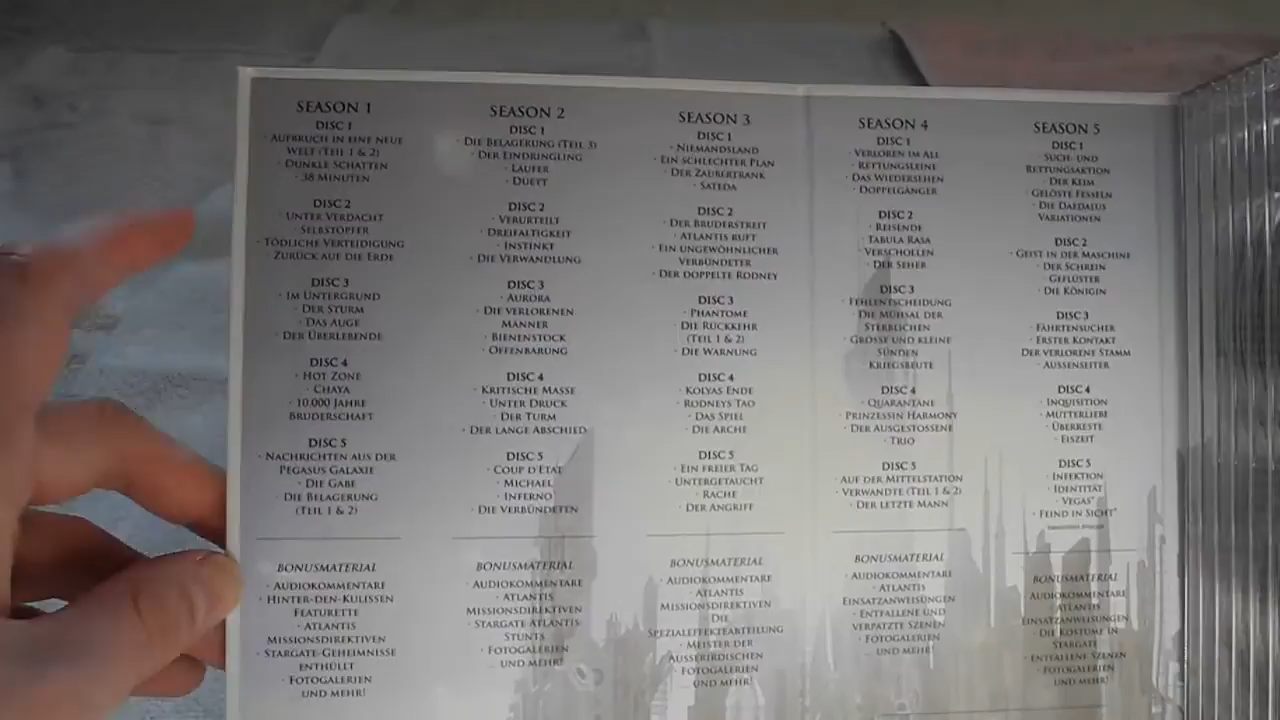 SEASON 1
DISC 1
· AUFBRUCH IN EINE NEUE
WELT (TEIL 1 & 2)
· DUNKLE SCHATTEN
· 38 MINUTEN
DISC 2
· UNTER VERDACHT
· SELBSTOPFER
· TÖDLICHE VERTEIDIGUNG
· ZURÜCK AUF DIE ERDE
DISC 3
· IM UNTERGRUND
· DER STURM
· DAS AUGE
· DER ÜBERLEBENDE
DISC 4
· HOT ZONE
· CHAYA
· 10.000 JAHRE
BRUDERSCHAFT
DISC 5
· NACHRICHTEN AUS DER
PEGASUS GALAXIE
· DIE GABE
· DIE BELAGERUNG
(TEIL 1 & 2)
BONUSMATERIAL
· AUDIOKOMMENTARE
· HINTER-DEN-KULISSEN
FEATURETTE
· ATLANTIS
MISSIONSDIREKTIVEN
· STARGATE-GEHEIMNISSE
ENTHÜLLT
· FOTOGALERIEN
UND MEHR!
SEASON 2
DISC 1
· DIE BELAGERUNG (TEIL 3)
· DER EINDRINGLING
· LÄUFER
· DUETT
DISC 2
· VERURTEILT
· DREIFALTIGKEIT
· INSTINKT
· DIE VERWANDLUNG
DISC 3
· AURORA
· DIE VERLORENEN
MÄNNER
· BIENENSTOCK
· OFFENBARUNG
DISC 4
· KRITISCHE MASSE
· UNTER DRUCK
· DER TURM
· DER LANGE ABSCHIED
DISC 5
· COUP D'ETAT
· MICHAEL
· INFERNO
· DIE VERBÜNDETEN
BONUSMATERIAL
· AUDIOKOMMENTARE
· ATLANTIS
MISSIONSDIREKTIVEN
· STARGATE ATLANTIS
STUNTS
· FOTOGALERIEN
... UND MEHR!
SEASON 3
DISC 1
· NIEMANDSLAND
· EIN SCHLECHTER PLAN
· DER ZAUBERTRANK
· SATEDA
DISC 2
· DER BRUDERSTREIT
· ATLANTIS RUFT
· EIN UNGEWÖHNLICHER
VERBÜNDETER
· DER DOPPELTE RODNEY
DISC 3
· PHANTOME
· DIE RÜCKKEHR
(TEIL 1 & 2)
· DIE WARNUNG
DISC 4
· KOLYAS ENDE
· RODNEYS TAO
· DAS SPIEL
· DIE ARCHE
DISC 5
· EIN FREIER TAG
· UNTERGETAUCHT
· RACHE
· DER ANGRIFF
BONUSMATERIAL
· AUDIOKOMMENTARE
· ATLANTIS
MISSIONSDIREKTIVEN
· DIE
SPEZIALEFFEKTEABTEILUNG
· MEISTER DER
AUSSERIRDISCHEN
· FOTOGALERIEN
... UND MEHR!
SEASON 4
DISC 1
· VERLOREN IM ALL
· RETTUNGSLEINE
· DAS WIEDERSEHEN
· DOPPELGÄNGER
DISC 2
· REISENDE
· TABULA RASA
· VERSCHOLLEN
· DER SEHER
DISC 3
· FEHLENTSCHEIDUNG
· DIE MÜHSAL DER
STERBLICHEN
· GROSSE UND KLEINE
SÜNDEN
KRIEGSBEUTE
DISC 4
· QUARANTÄNE
· PRINZESSIN HARMONY
· DER AUSGESTOSSENE
· TRIO
DISC 5
· AUF DER MITTELSTATION
· VERWANDTE (TEIL 1 & 2)
· DER LETZTE MANN
BONUSMATERIAL
· AUDIOKOMMENTARE
· ATLANTIS
EINSATZANWEISUNGEN
· ENTFALLENE UND
VERPATZTE SZENEN
· FOTOGALERIEN
... UND MEHR!
SEASON 5
DISC 1
SUCH- UND
RETTUNGSAKTION
· DER KEIM
· GELÖSTE FESSELN
· DIE DAEDALUS
VARIATIONEN
DISC 2
· GEIST IN DER MASCHINE
· DER SCHREIN
· GEFLÜSTER
· DIE KÖNIGIN
DISC 3
· FÄHRTENSUCHER
· ERSTER KONTAKT
DER VERLORENE STAMM
· AUSSENSEITER
DISC 4
· INQUISITION
· MUTTERLIEBE
· ÜBERRESTE
· EISZEIT
DISC 5
· INFEKTION
· IDENTITÄT
· VEGAS*
· FEIND IN SICHT*
BONUSMATERIAL
· AUDIOKOMMENTARE
ATLANTIS
EINSATZANWEISUNGEN
· DIE KOSTÜME IN
STARGATE
· ENTFALLENE SZENEN
· FOTOGALERIEN
... UND MEHR!